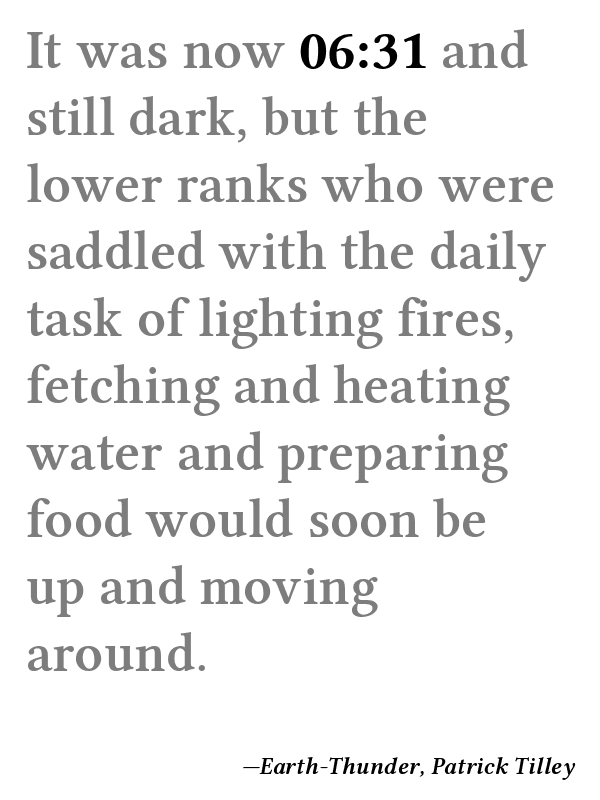 It was now 06:31 and
still dark, but the
lower ranks who were
saddled with the daily
task of lighting fires,
fetching and heating
water and preparing
food would soon be
up and moving
around.
—Earth-Thunder, Patrick Tilley